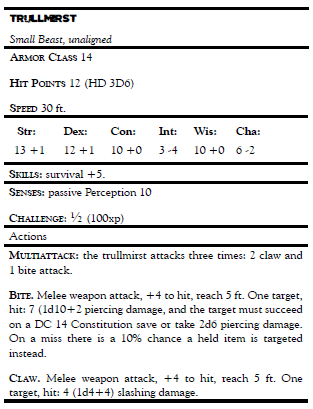 TRULLMIRST
Small Beast, unaligned
ARMOR CLASS 14
HIT POINTS 12 (HD 3D6)
SPEED 30 ft.
Str: Dex: Con: Int: Wis: Cha:
13 +1 12 +1 10 +0 3 -4 10 +0 6 -2
SKILLS: survival +5.
SENSES: passive Perception 10
CHALLENGE: ½ (100xp)
Actions
MULTIATTACK: the trullmirst attacks three times: 2 claw and
1 bite attack.
BITE. Melee weapon attack, +4 to hit, reach 5 ft. One target,
hit: 7 (1d10+2 piercing damage, and the target must succeed
on a DC 14 Constitution save or take 2d6 piercing damage.
On a miss there is a 10% chance a held item is targeted
instead.
CLAW. Melee weapon attack, +4 to hit, reach 5 ft. One
target, hit: 4 (1d4+4) slashing damage.